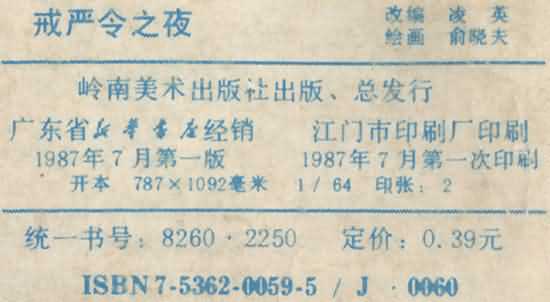 戒严令之夜
改编 凌英
绘画 俞晓夫
岭南美术出版社出版、总发行
广东省新华书店经销 江门市印刷厂印刷
1987年7月第一版 1987年7月第一次印刷
开本 787×1092毫米 1/64 印张：2
统一书号：8260·2250 定价：0.39元
ISBN7-5362-0059-5 / J·0060